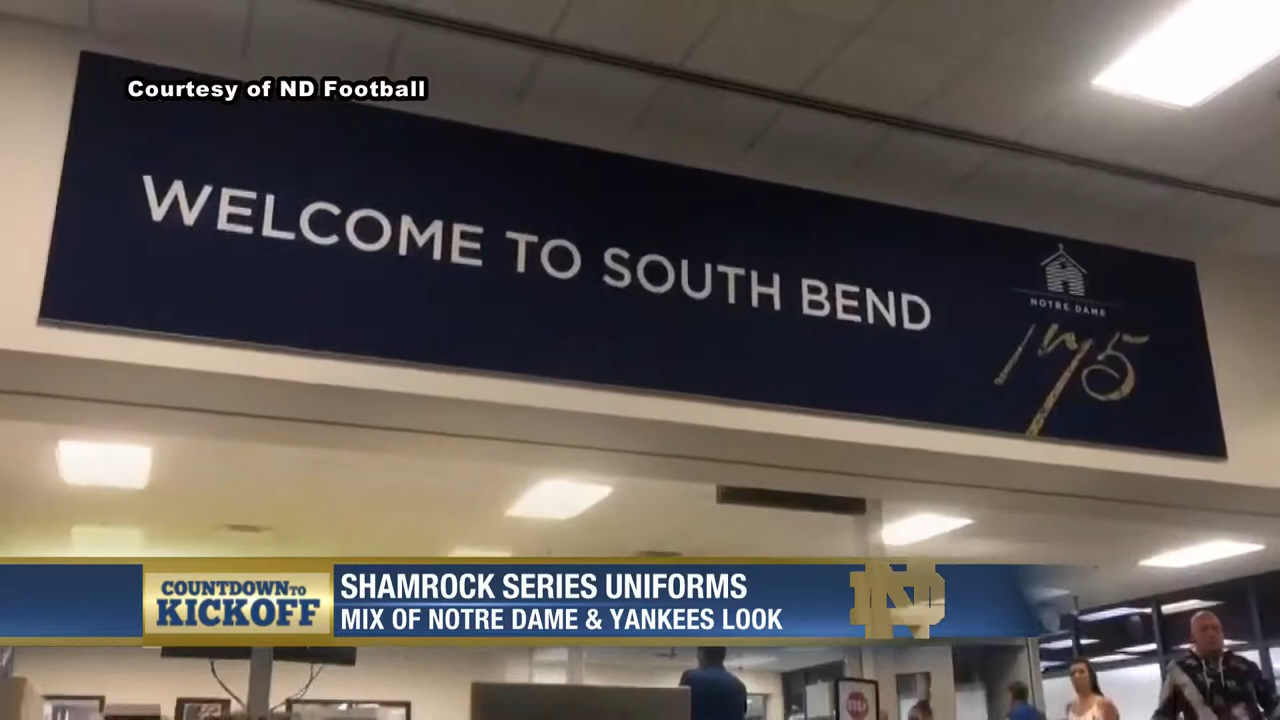 Courtesy of ND Football
WELCOME TO SOUTH BEND
NOTRE DAME
175
COUNTDOWN TO
KICKOFF
SHAMROCK SERIES UNIFORMS
MIX OF NOTRE DAME & YANKEES LOOK
ND